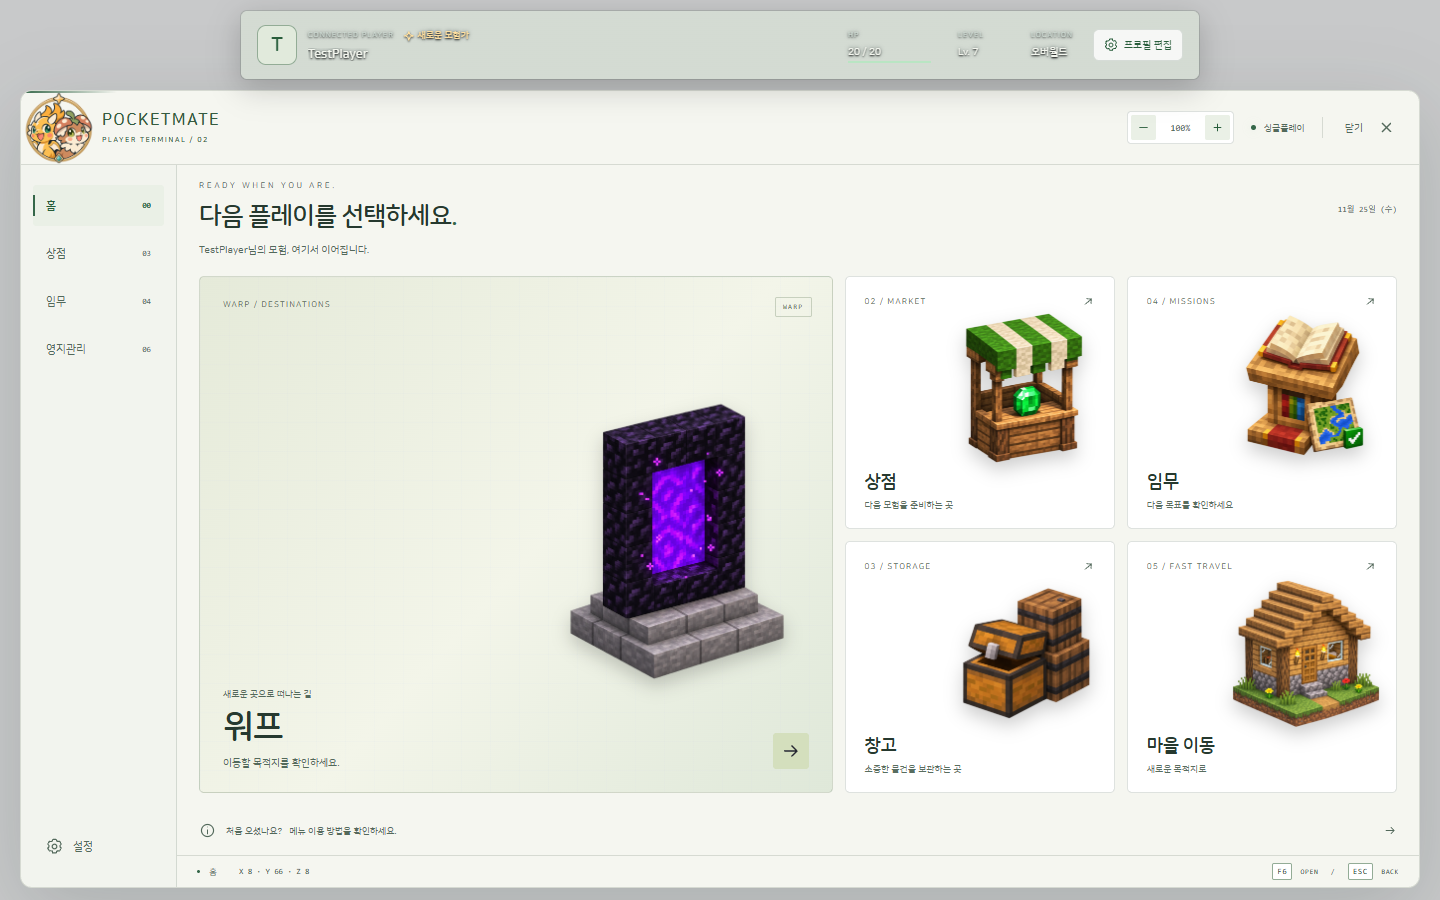 T
CONNECTED PLAYER 새로운 모험가
TestPlayer
HP
20 / 20
LEVEL
Lv. 7
LOCATION
오버월드
프로필 편집
POCKETMATE
PLAYER TERMINAL / 02
− 100% +
싱글플레이
닫기 ×
홈 00
상점 03
임무 04
영지관리 06
설정
READY WHEN YOU ARE.
다음 플레이를 선택하세요.
TestPlayer님의 모험, 여기서 이어집니다.
11월 25일 (수)
WARP / DESTINATIONS
WARP
새로운 곳으로 떠나는 길
워프
이동할 목적지를 확인하세요.
02 / MARKET
상점
다음 모험을 준비하는 곳
04 / MISSIONS
임무
다음 목표를 확인하세요
03 / STORAGE
창고
소중한 물건을 보관하는 곳
05 / FAST TRAVEL
마을 이동
새로운 목적지로
처음 오셨나요? 메뉴 이용 방법을 확인하세요.
홈 X 8 · Y 66 · Z 8
F6 OPEN / ESC BACK